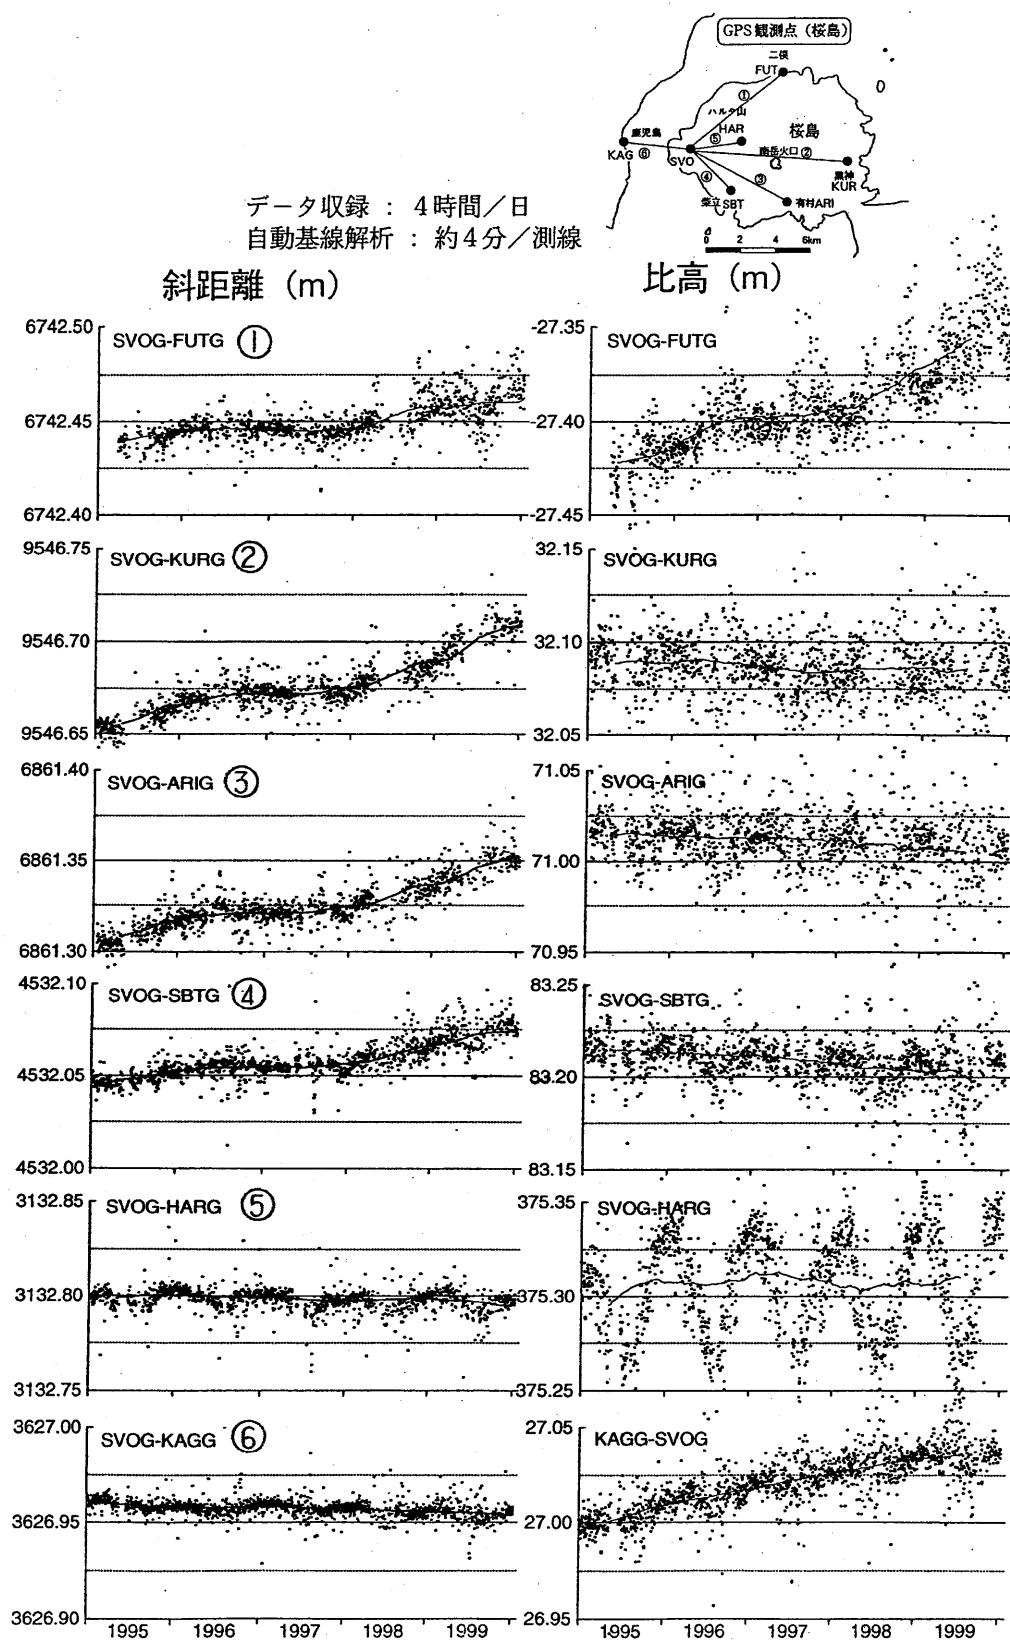 GPS観測点（桜島）
二俣
FUT
①
ハルタ山
HAR
⑤
桜島
鹿児島
KAG
⑥
SVO
南岳火口
②
黒神
KUR
④
③
SBT
有村ARI
0 2 4 6km
データ収録 ： 4時間／日
自動基線解析 ： 約4分／測線
斜距離（m）
比高（m）
6742.50
SVOG-FUTG ①
6742.45
6742.40
-27.35
SVOG-FUTG
-27.40
-27.45
9546.75
SVOG-KURG ②
9546.70
9546.65
32.15
SVOG-KURG
32.10
32.05
6861.40
SVOG-ARIG ③
6861.35
6861.30
71.05
SVOG-ARIG
71.00
70.95
4532.10
SVOG-SBTG ④
4532.05
4532.00
83.25
SVOG-SBTG
83.20
83.15
3132.85
SVOG-HARG ⑤
3132.80
3132.75
375.35
SVOG-HARG
375.30
375.25
3627.00
SVOG-KAGG ⑥
3626.95
3626.90
27.05
KAGG-SVOG
27.00
26.95
1995 1996 1997 1998 1999
1995 1996 1997 1998 1999